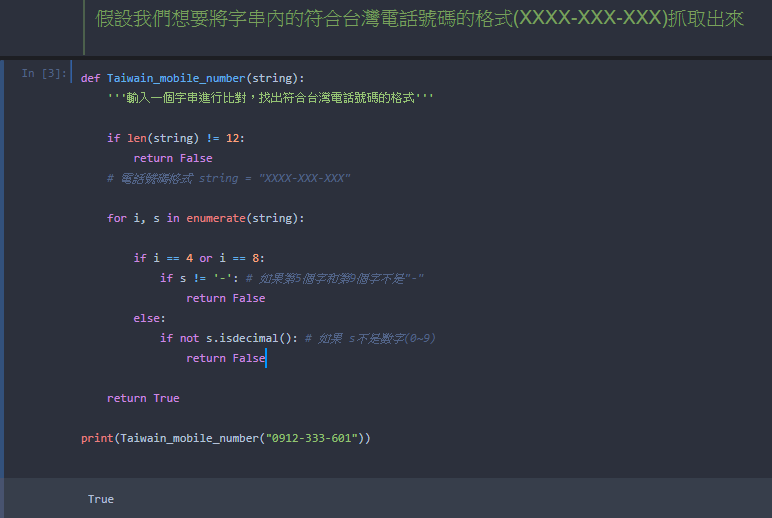 假設我們想要將字串內的符合台灣電話號碼的格式(XXXX-XXX-XXX)抓取出來
In [3]:
def Taiwain_mobile_number(string):
'''輸入一個字串進行比對，找出符合台灣電話號碼的格式'''
if len(string) != 12:
return False
# 電話號碼格式 string = "XXXX-XXX-XXX"
for i, s in enumerate(string):
if i == 4 or i == 8:
if s != '-': # 如果第5個字和第9個字不是"-"
return False
else:
if not s.isdecimal(): # 如果 s不是數字(0~9)
return False
return True
print(Taiwain_mobile_number("0912-333-601"))
True